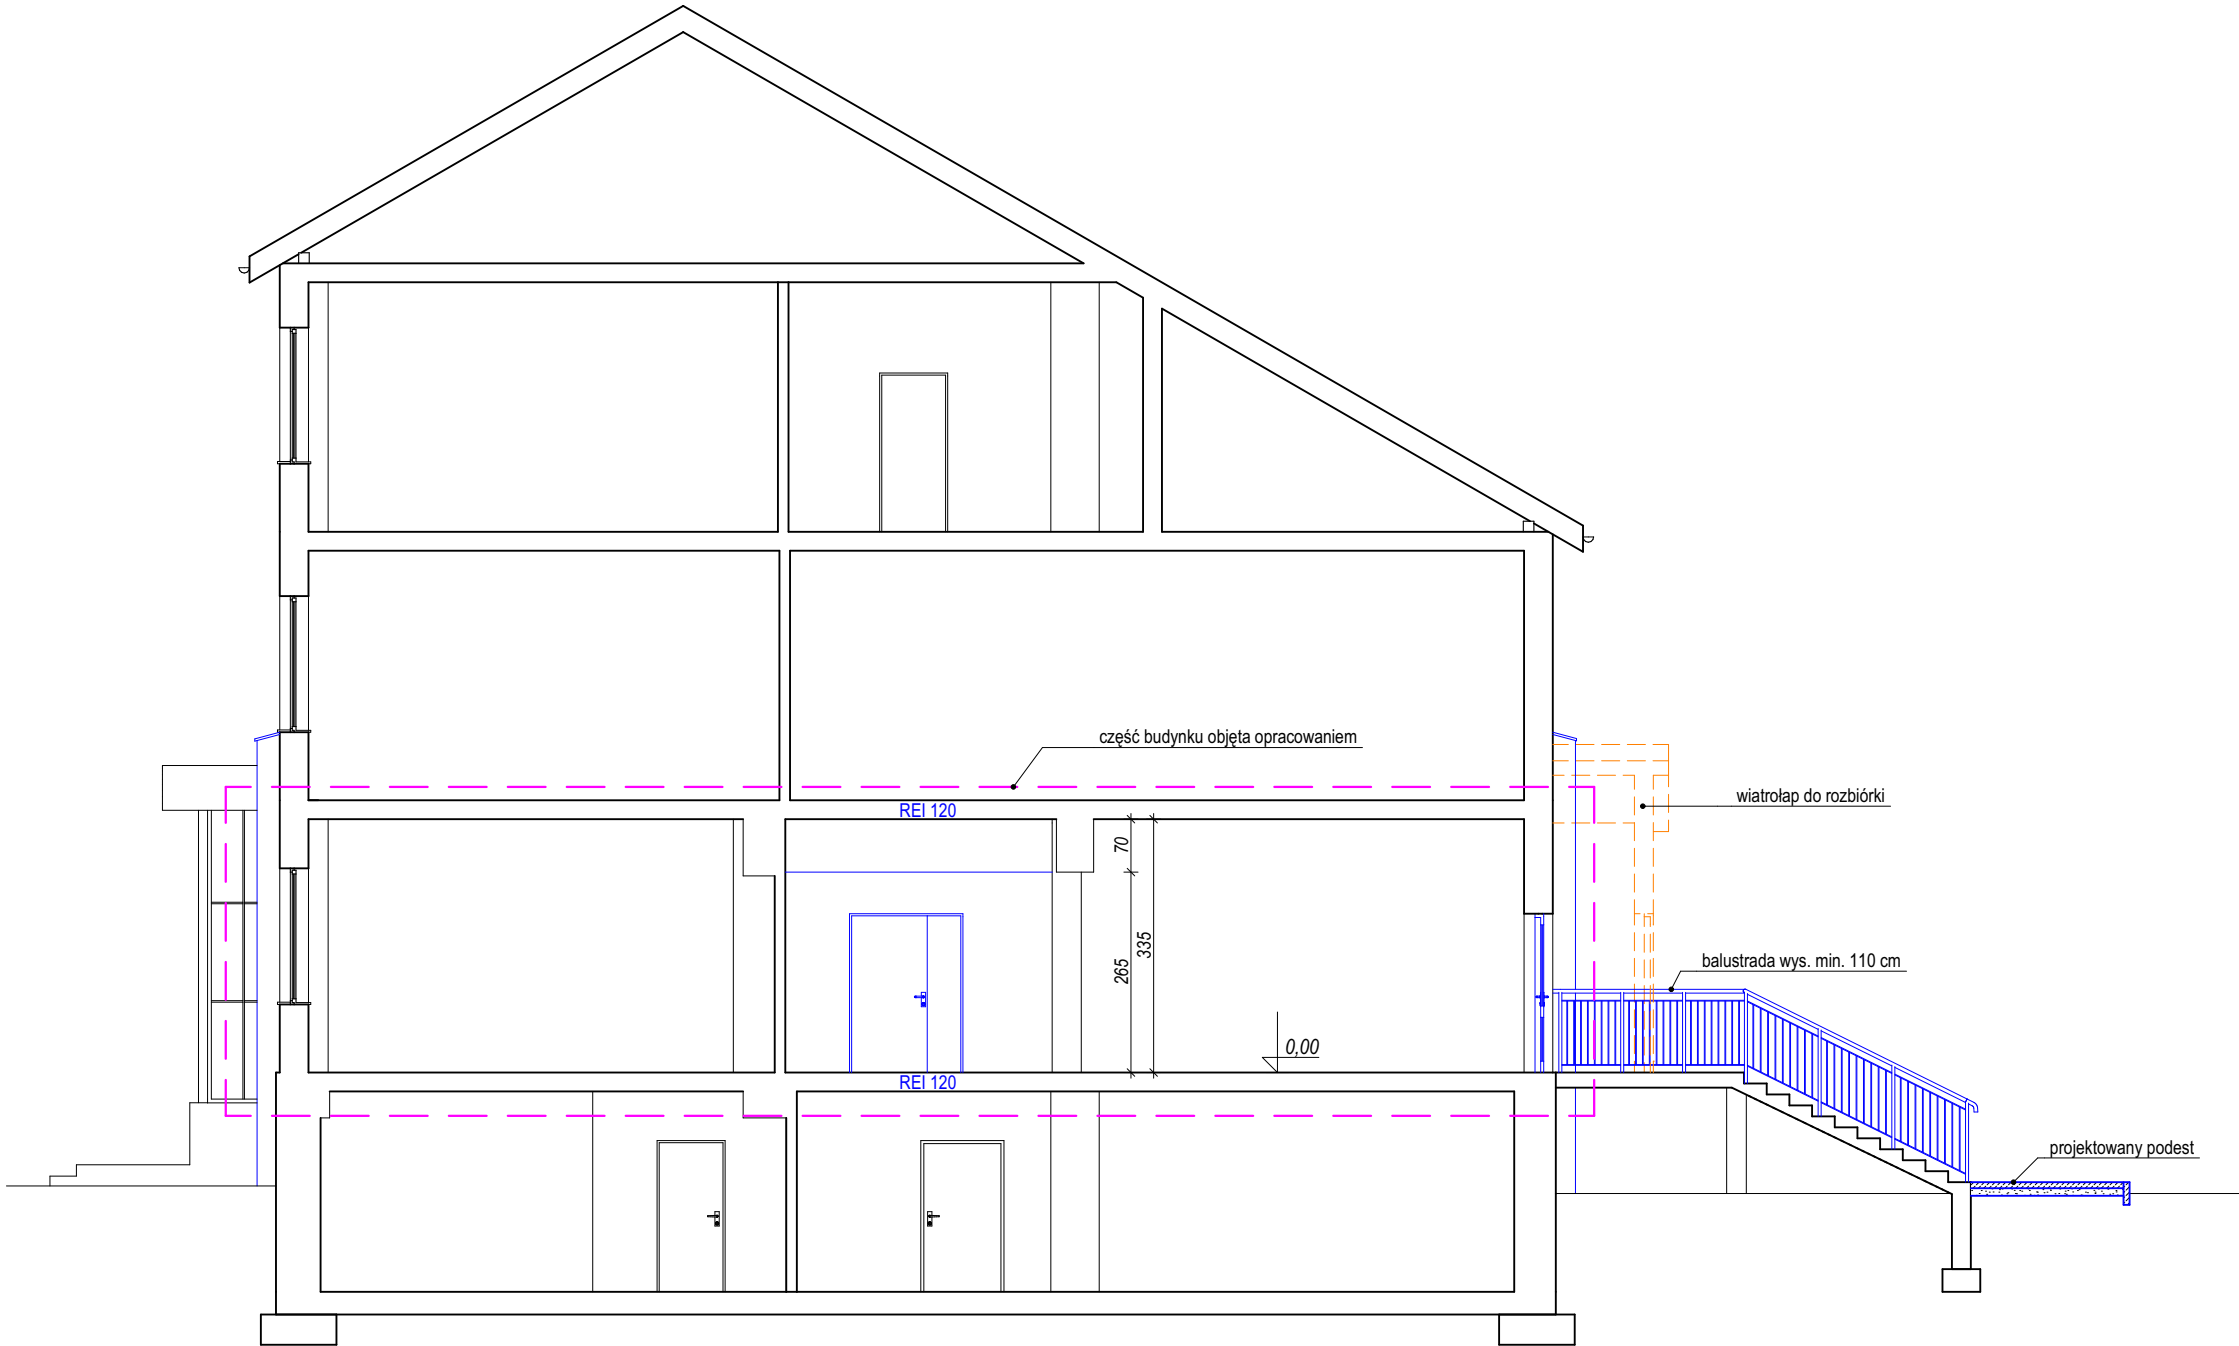 część budynku objęta opracowaniem
wiatrołap do rozbiórki
REI 120
70
265
335
balustrada wys. min. 110 cm
0,00
REI 120
projektowany podest